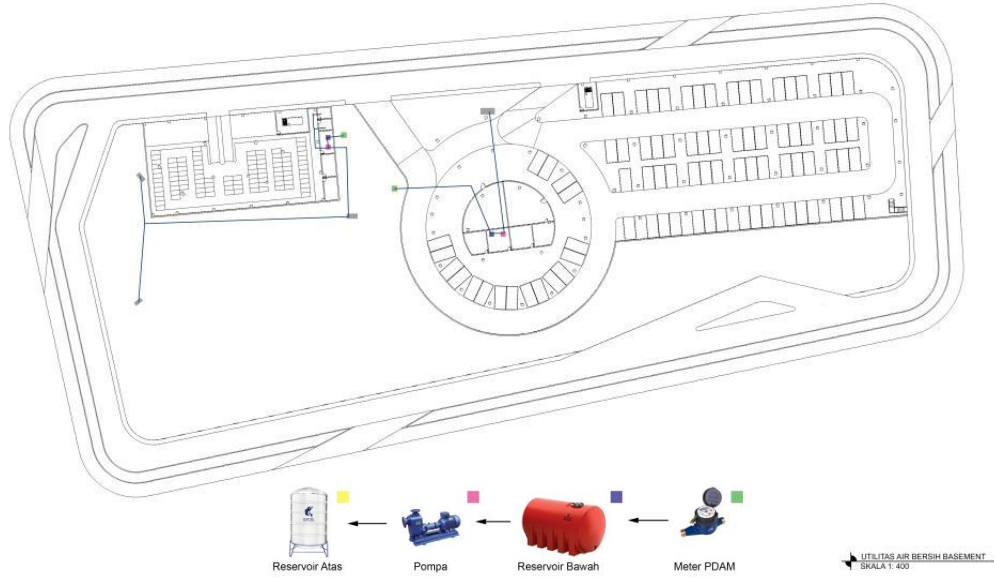 Reservoir Atas
Pompa
Reservoir Bawah
Meter PDAM
UTILITAS AIR BERSIH BASEMENT
SKALA 1: 400